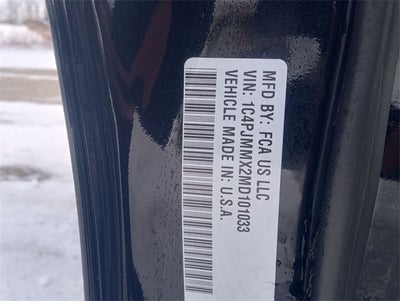 MFD BY: FCA US LLC
VIN: 1C4PJMMX2MD101033
VEHICLE MADE IN: U.S.A.